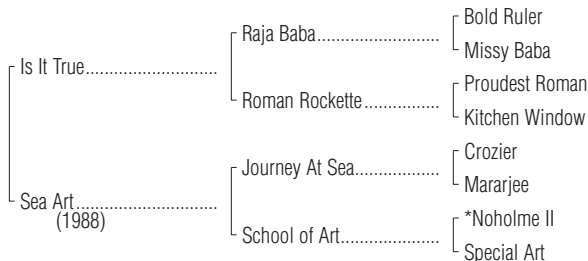 Bold Ruler
Raja Baba
Missy Baba
Is It True
Proudest Roman
Roman Rockette
Kitchen Window
Crozier
Journey At Sea
Mararjee
Sea Art
(1988)
*Noholme II
School of Art
Special Art